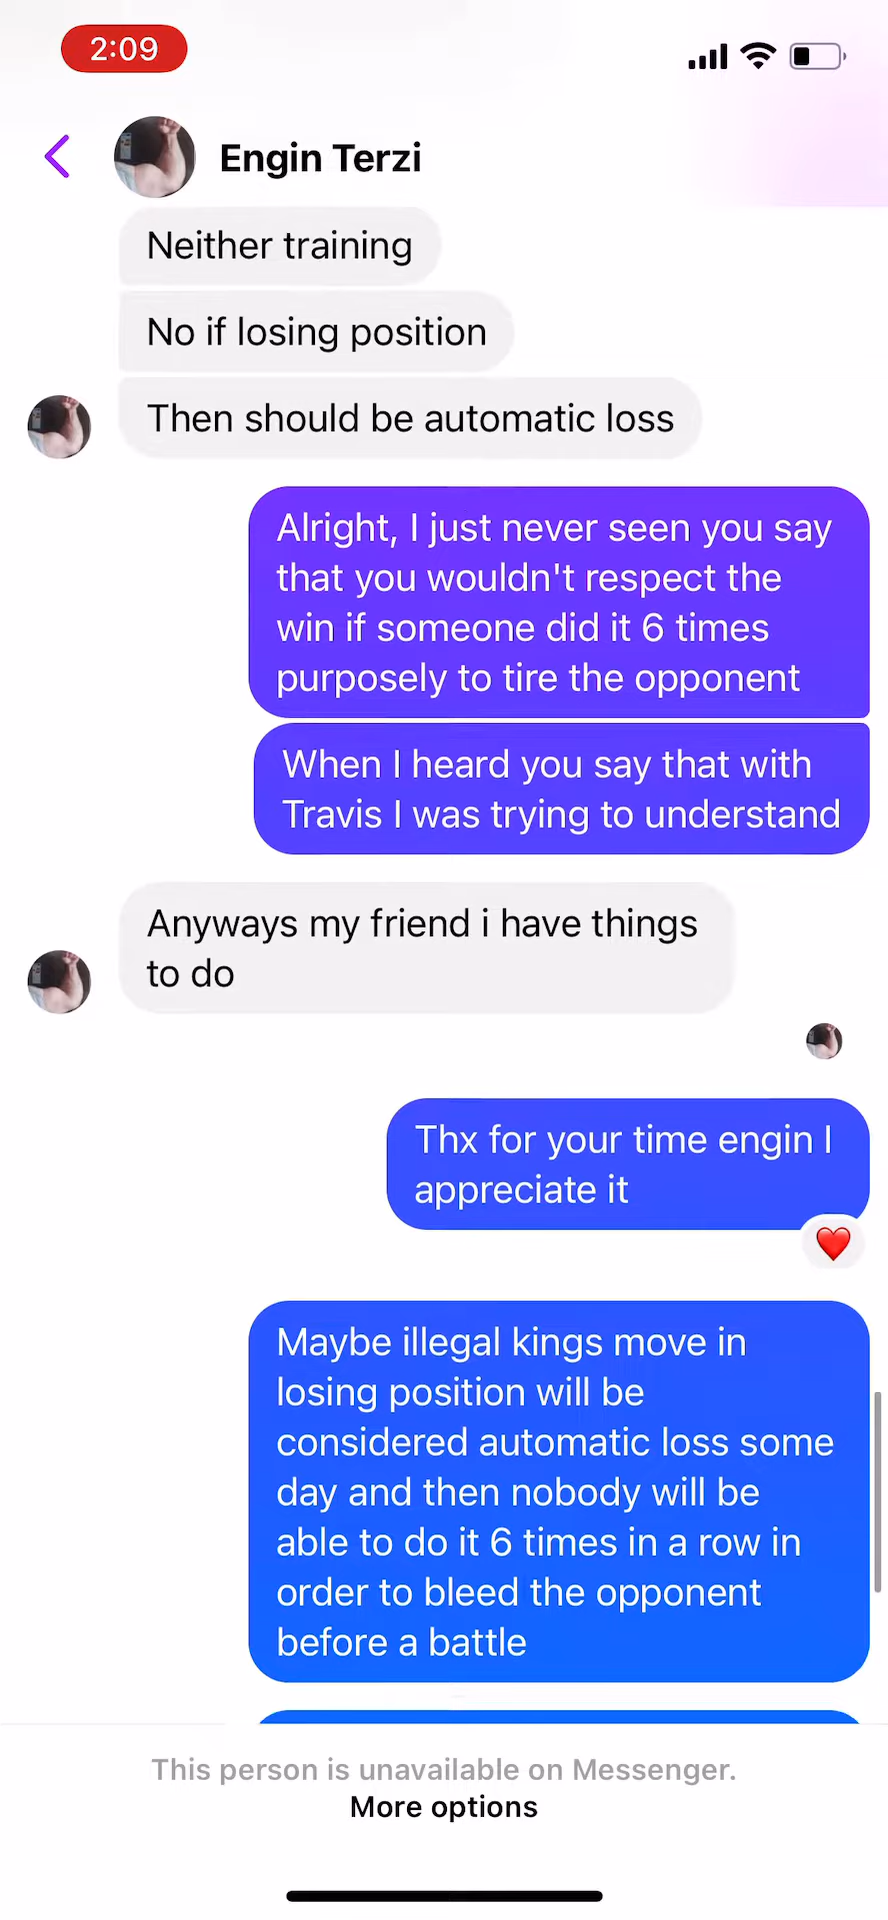 2:09
Engin Terzi
Neither training
No if losing position
Then should be automatic loss
Alright, I just never seen you say
that you wouldn't respect the
win if someone did it 6 times
purposely to tire the opponent
When I heard you say that with
Travis I was trying to understand
Anyways my friend i have things
to do
Thx for your time engin I
appreciate it
Maybe illegal kings move in
losing position will be
considered automatic loss some
day and then nobody will be
able to do it 6 times in a row in
order to bleed the opponent
before a battle
This person is unavailable on Messenger.
More options